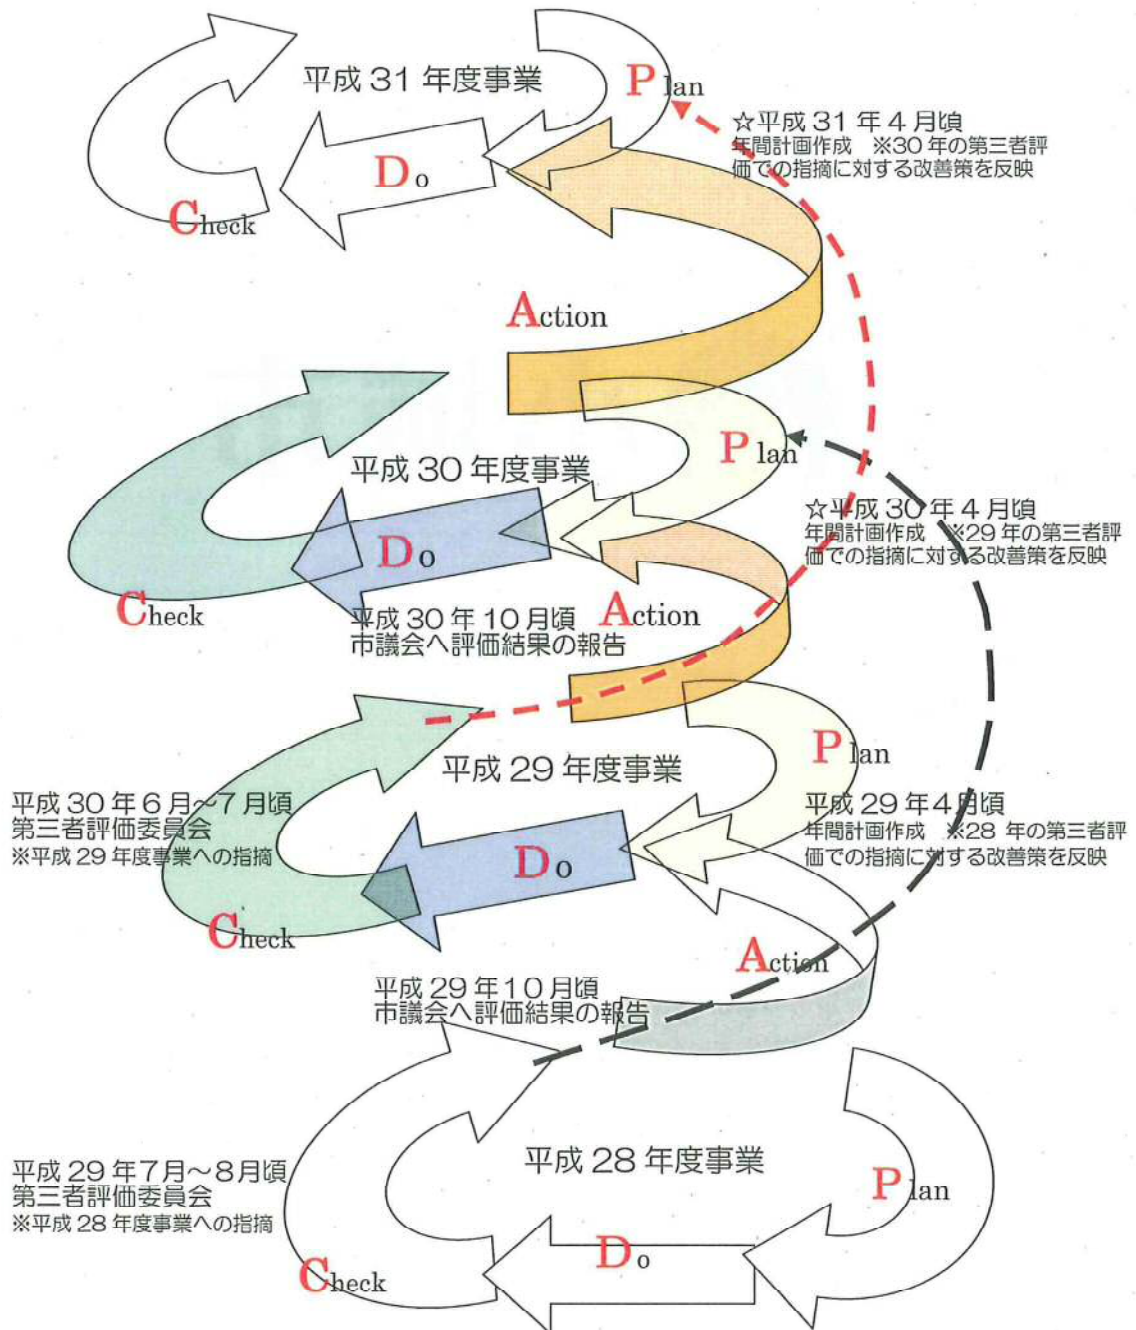 平成 31 年度事業
Plan
☆平成 31 年 4 月頃
年間計画作成　※30 年の第三者評
価での指摘に対する改善策を反映
Do
Check
Action
平成 30 年度事業
Plan
☆平成 30 年 4 月頃
年間計画作成　※29 年の第三者評
価での指摘に対する改善策を反映
Do
Check
平成 30 年 10 月頃
市議会へ評価結果の報告
Action
平成 29 年度事業
Plan
平成 30 年 6 月～7 月頃
第三者評価委員会
※平成 29 年度事業への指摘
平成 29 年 4 月頃
年間計画作成　※28 年の第三者評
価での指摘に対する改善策を反映
Do
Check
Action
平成 29 年 10 月頃
市議会へ評価結果の報告
平成 28 年度事業
平成 29 年 7 月～8 月頃
第三者評価委員会
※平成 28 年度事業への指摘
Plan
Do
Check